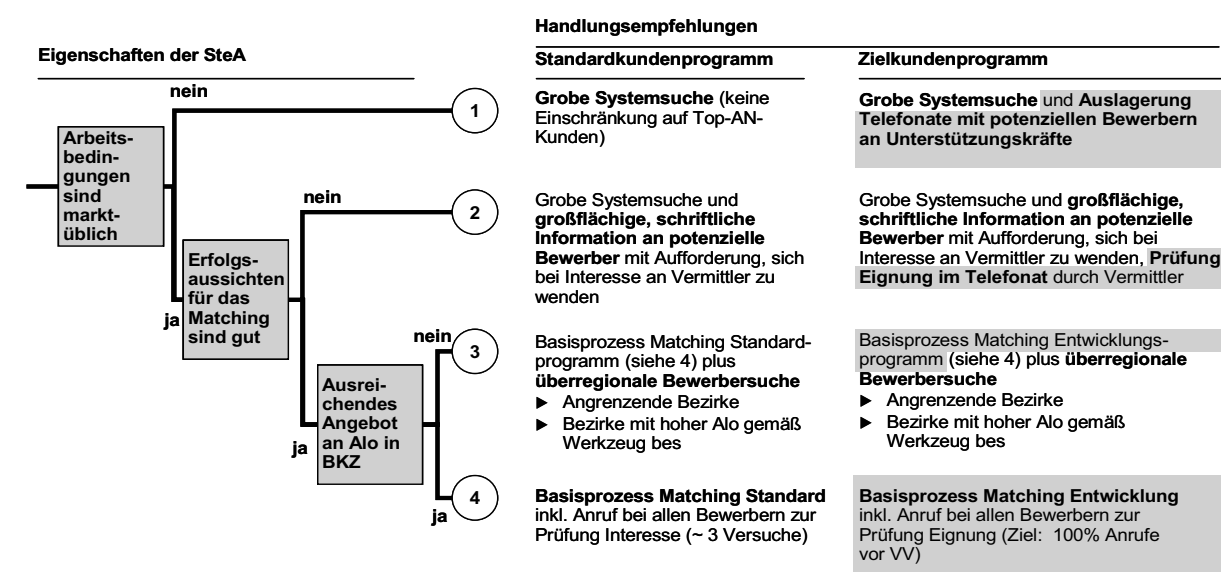 Handlungsempfehlungen
Eigenschaften der SteA
Standardkundenprogramm
Zielkundenprogramm
nein
1
Grobe Systemsuche (keine
Einschränkung auf Top-AN-
Kunden)
Grobe Systemsuche und Auslagerung
Telefonate mit potenziellen Bewerbern
an Unterstützungskräfte
Arbeits-
bedin-
gungen
sind
markt-
üblich
nein
2
Grobe Systemsuche und
großflächige, schriftliche
Information an potenzielle
Bewerber mit Aufforderung, sich
bei Interesse an Vermittler zu
wenden
Grobe Systemsuche und großflächige,
schriftliche Information an potenzielle
Bewerber mit Aufforderung, sich bei
Interesse an Vermittler zu wenden, Prüfung
Eignung im Telefonat durch Vermittler
ja
Erfolgs-
aussichten
für das
Matching
sind gut
nein
3
Basisprozess Matching Standard-
programm (siehe 4) plus
überregionale Bewerbersuche
▶ Angrenzende Bezirke
▶ Bezirke mit hoher Alo gemäß
Werkzeug bes
Basisprozess Matching Entwicklungs-
programm (siehe 4) plus überregionale
Bewerbersuche
▶ Angrenzende Bezirke
▶ Bezirke mit hoher Alo gemäß
Werkzeug bes
ja
Ausrei-
chendes
Angebot
an Alo in
BKZ
ja
4
Basisprozess Matching Standard
inkl. Anruf bei allen Bewerbern zur
Prüfung Interesse (~ 3 Versuche)
Basisprozess Matching Entwicklung
inkl. Anruf bei allen Bewerbern zur
Prüfung Eignung (Ziel: 100% Anrufe
vor VV)